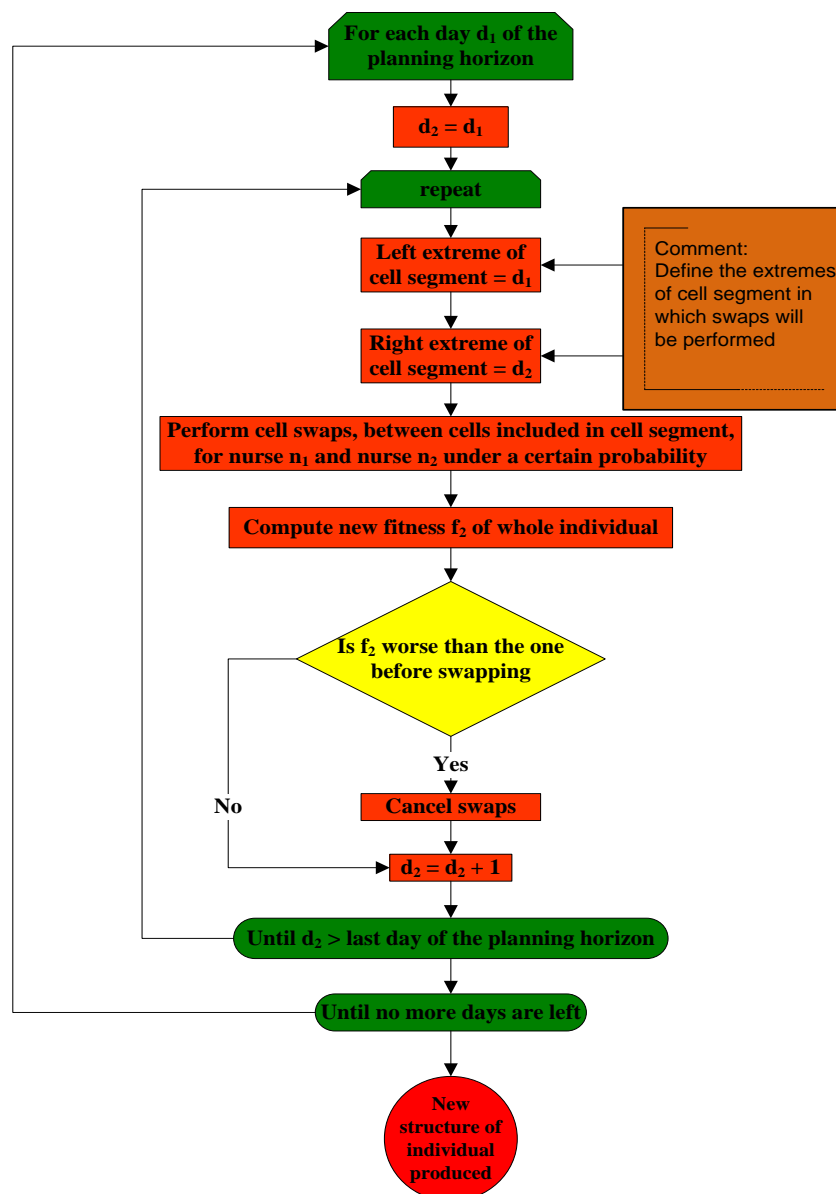 For each day d₁ of the
planning horizon
d₂ = d₁
repeat
Left extreme of
cell segment = d₁
Comment:
Define the extremes
of cell segment in
which swaps will
be performed
Right extreme of
cell segment = d₂
Perform cell swaps, between cells included in cell segment,
for nurse n₁ and nurse n₂ under a certain probability
Compute new fitness f₂ of whole individual
Is f₂ worse than the one
before swapping
Yes
No
Cancel swaps
d₂ = d₂ + 1
Until d₂ > last day of the planning horizon
Until no more days are left
New
structure of
individual
produced